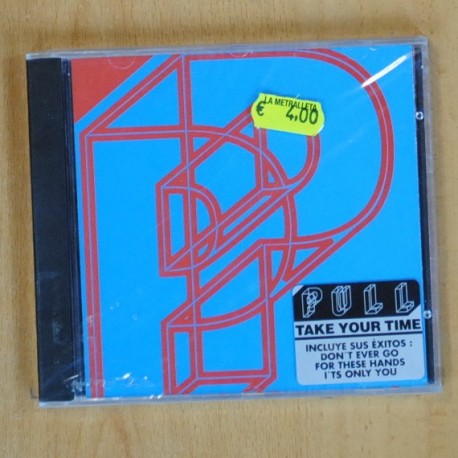 LA METRALLETA
€ 4,00
PULL
TAKE YOUR TIME
INCLUYE SUS ÉXITOS :
DON'T EVER GO
FOR THESE HANDS
I'TS ONLY YOU